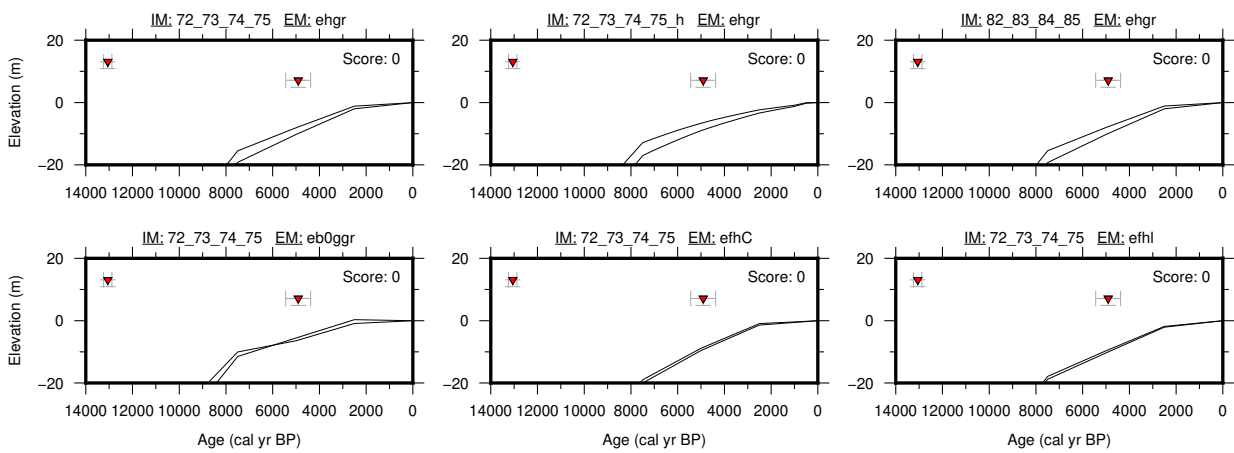 IM: 72_73_74_75 EM: ehgr
IM: 72_73_74_75_h EM: ehgr
IM: 82_83_84_85 EM: ehgr
Elevation (m)
20
0
−20
Score: 0
Score: 0
Score: 0
20
0
−20
20
0
−20
14000 12000 10000 8000 6000 4000 2000 0
14000 12000 10000 8000 6000 4000 2000 0
14000 12000 10000 8000 6000 4000 2000 0
IM: 72_73_74_75 EM: eb0ggr
IM: 72_73_74_75 EM: efhC
IM: 72_73_74_75 EM: efhl
Elevation (m)
20
0
−20
Score: 0
Score: 0
Score: 0
20
0
−20
20
0
−20
14000 12000 10000 8000 6000 4000 2000 0
14000 12000 10000 8000 6000 4000 2000 0
14000 12000 10000 8000 6000 4000 2000 0
Age (cal yr BP)
Age (cal yr BP)
Age (cal yr BP)